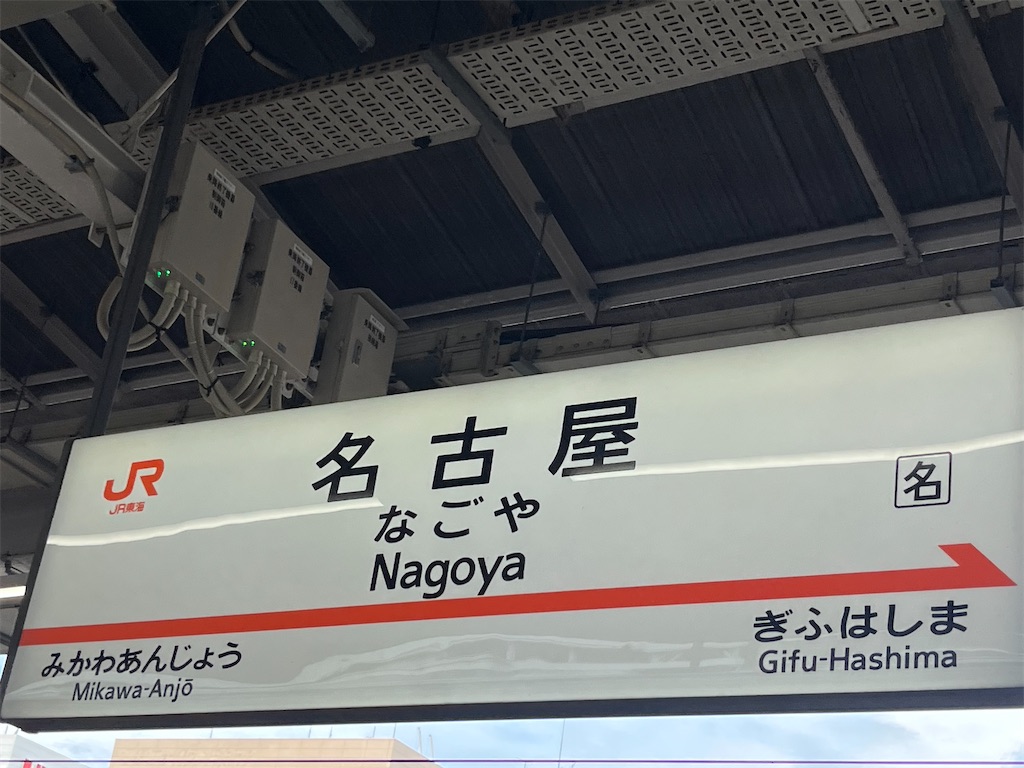 JR
JR東海
名古屋
なごや
Nagoya
名
みかわあんじょう
Mikawa-Anjō
ぎふはしま
Gifu-Hashima